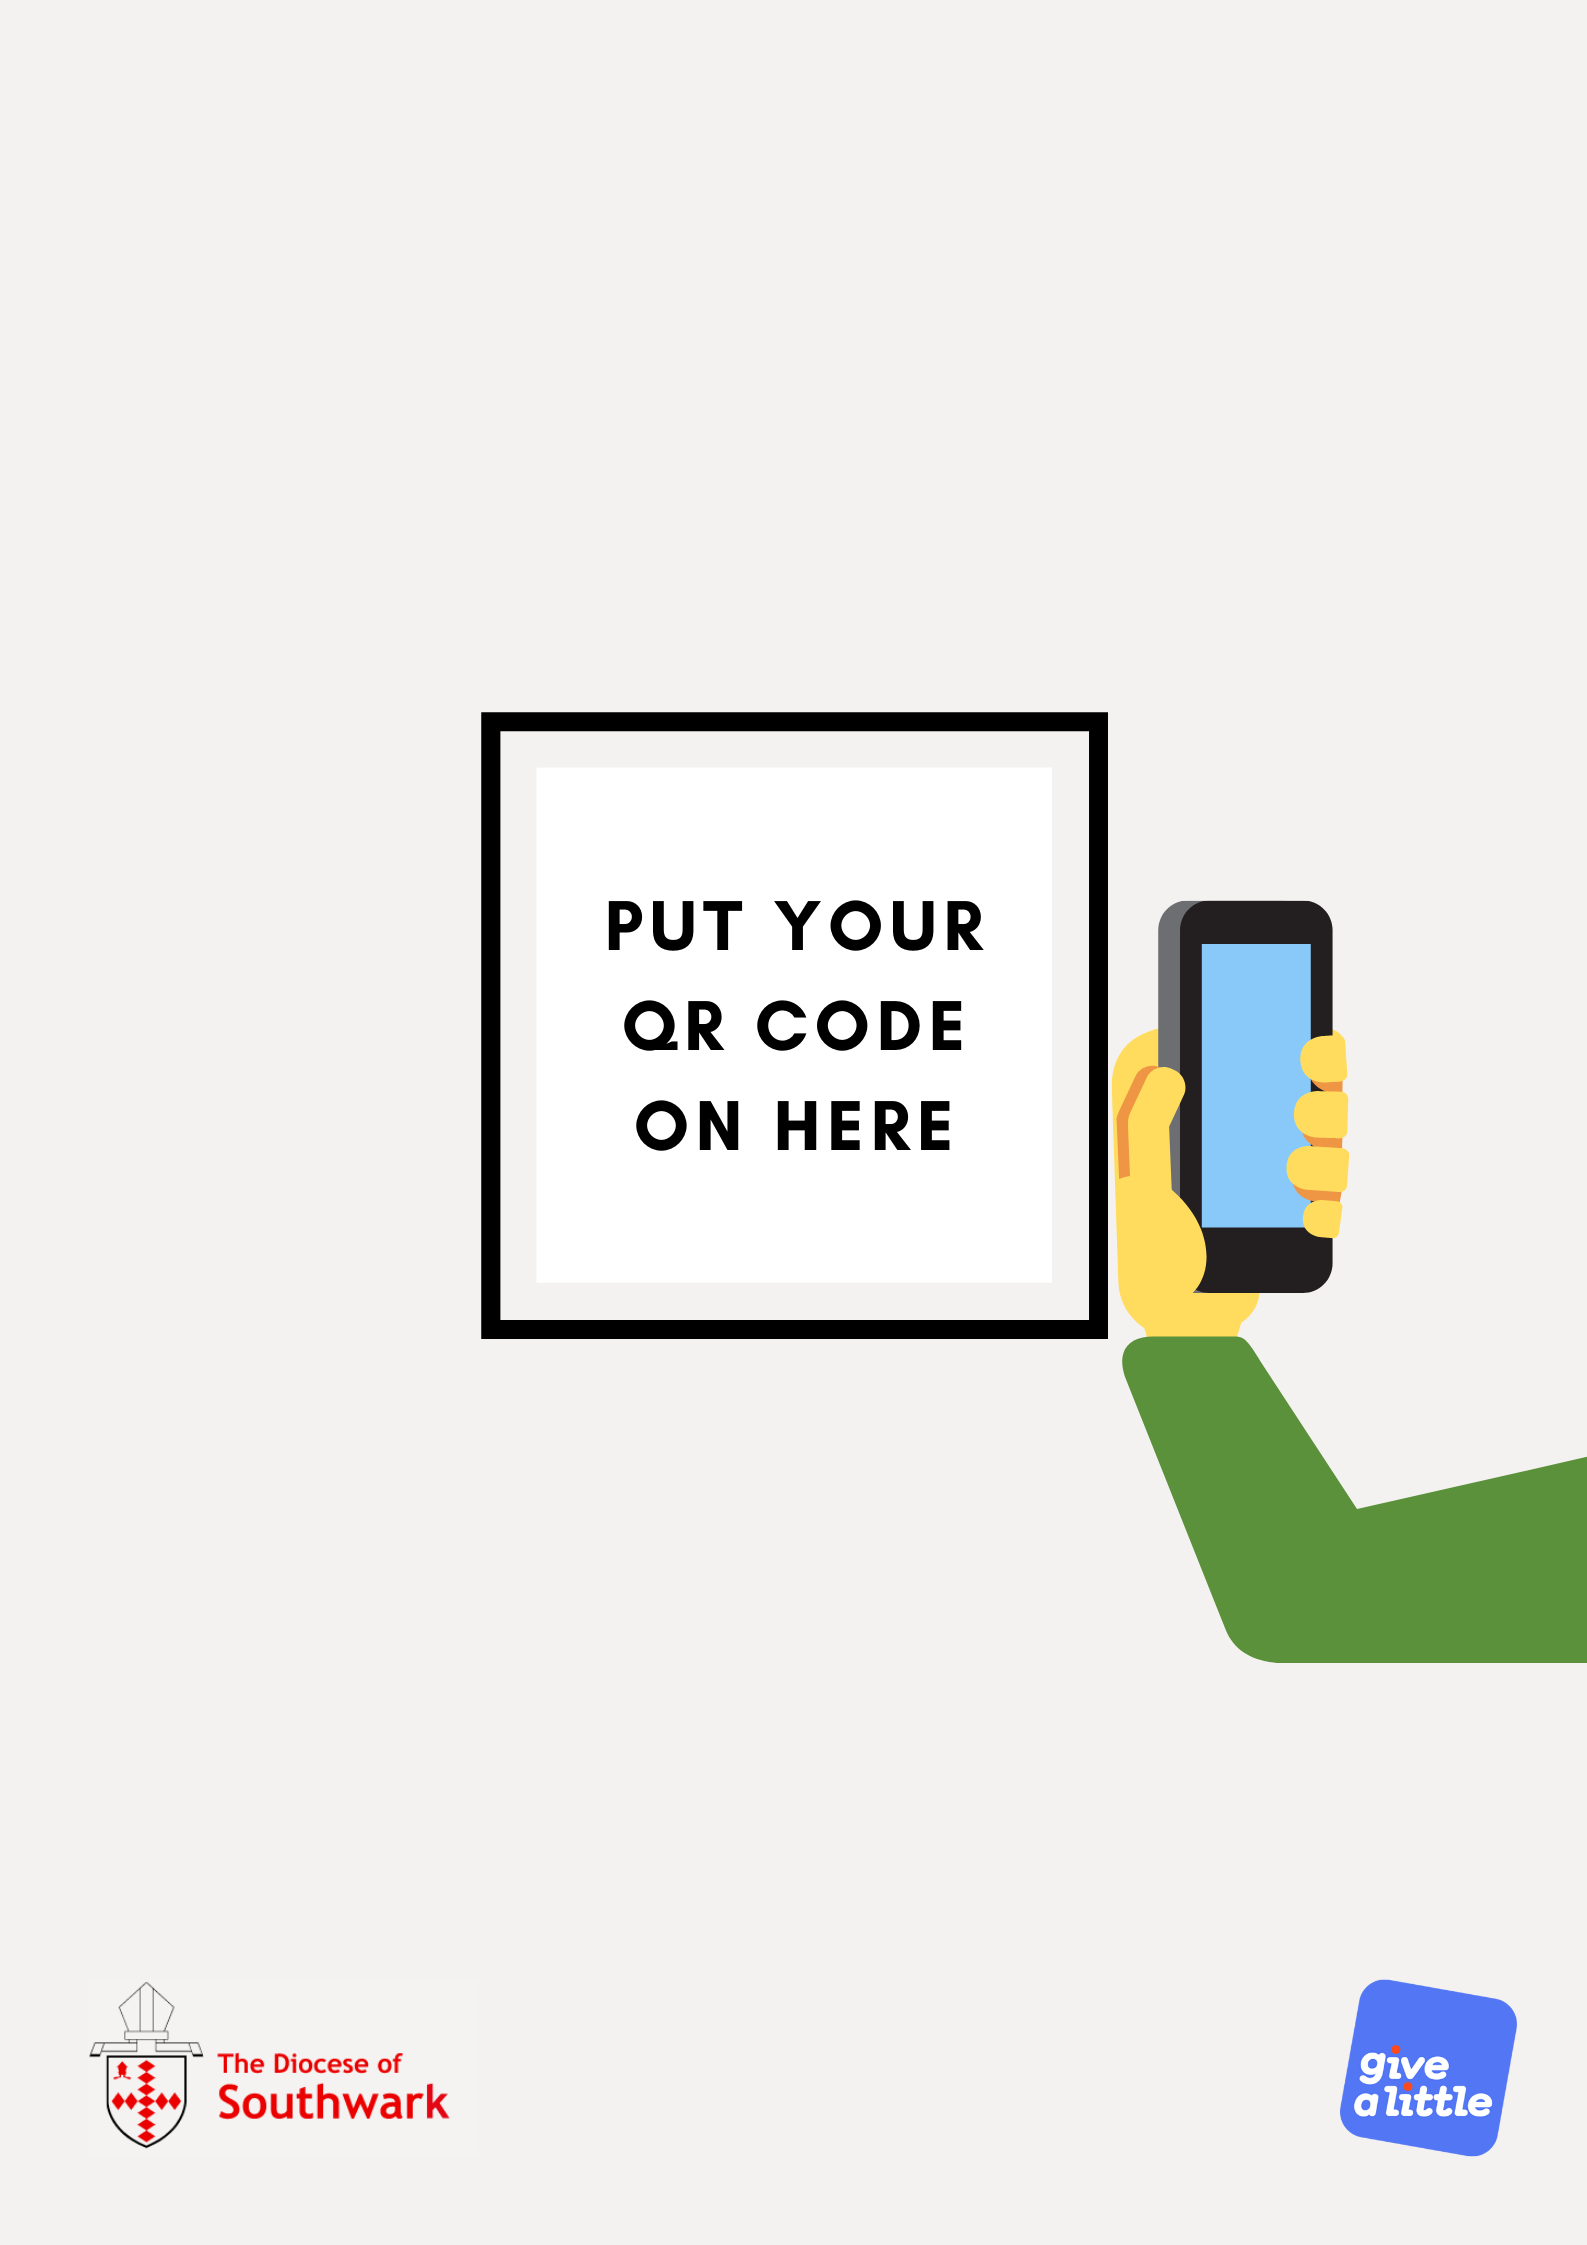 PUT YOUR
QR CODE
ON HERE
The Diocese of
Southwark
give
a little